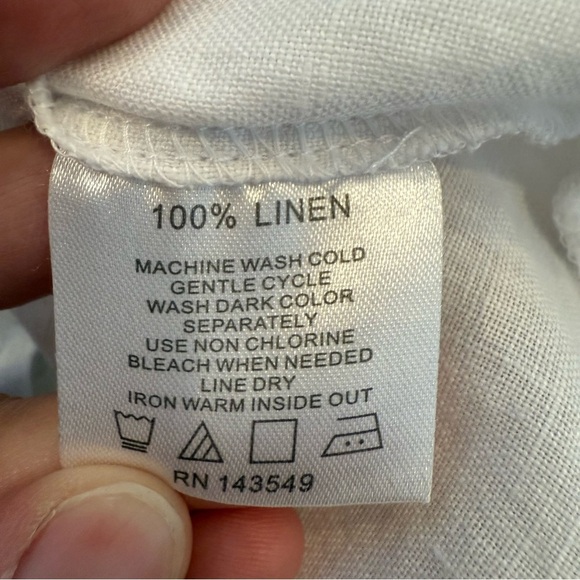 100% LINEN
MACHINE WASH COLD
GENTLE CYCLE
WASH DARK COLOR
SEPARATELY
USE NON CHLORINE
BLEACH WHEN NEEDED
LINE DRY
IRON WARM INSIDE OUT
RN 143549